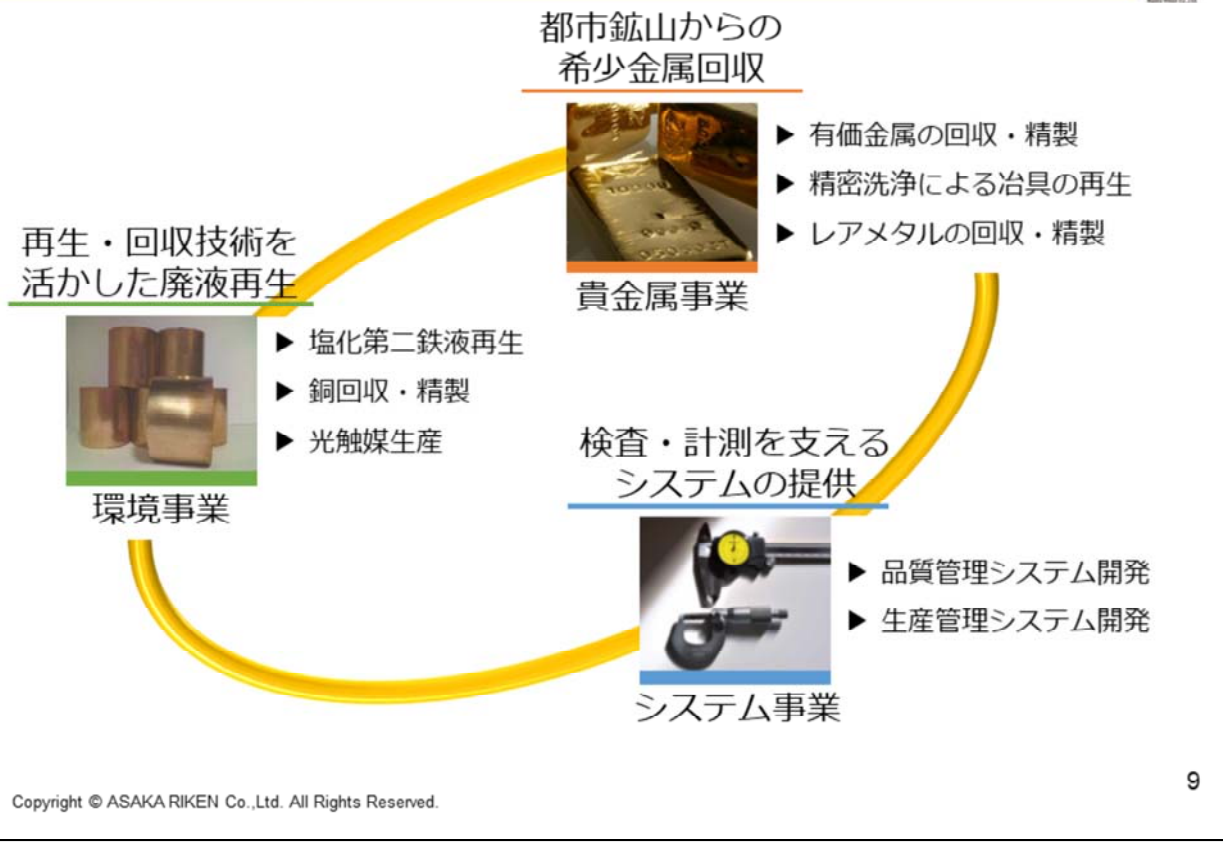 都市鉱山からの
希少金属回収
▶ 有価金属の回収・精製
▶ 精密洗浄による冶具の再生
▶ レアメタルの回収・精製
貴金属事業
再生・回収技術を
活かした廃液再生
▶ 塩化第二鉄液再生
▶ 銅回収・精製
▶ 光触媒生産
環境事業
検査・計測を支える
システムの提供
▶ 品質管理システム開発
▶ 生産管理システム開発
システム事業
9
Copyright © ASAKA RIKEN Co.,Ltd. All Rights Reserved.